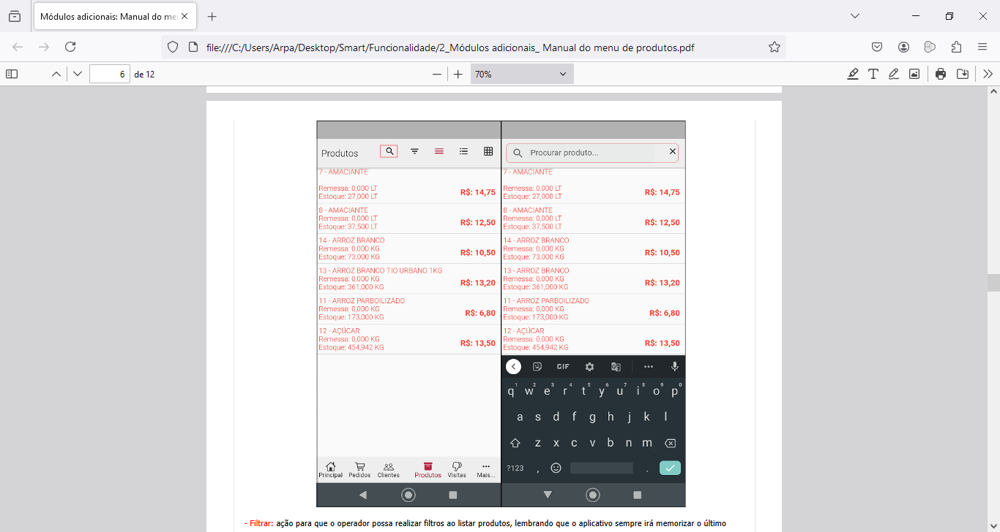 Módulos adicionais: Manual do me
file:///C:/Users/Arpa/Desktop/Smart/Funcionalidade/2_Módulos adicionais_ Manual do menu de produtos.pdf
6 de 12
70%
Produtos
7 - AMACIANTE
Remessa: 0,000 LT
Estoque: 27,000 LT
R$: 14,75
8 - AMACIANTE
Remessa: 0,000 LT
Estoque: 37,500 LT
R$: 12,50
14 - ARROZ BRANCO
Remessa: 0,000 KG
Estoque: 73,000 KG
R$: 10,50
13 - ARROZ BRANCO TIO URBANO 1KG
Remessa: 0,000 KG
Estoque: 361,000 KG
R$: 13,20
11 - ARROZ PARBOILIZADO
Remessa: 0,000 KG
Estoque: 173,000 KG
R$: 6,80
12 - AÇÚCAR
Remessa: 0,000 KG
Estoque: 454,942 KG
R$: 13,50
Principal Pedidos Clientes Produtos Visitas Mais...
Procurar produto...
7 - AMACIANTE
Remessa: 0,000 LT
Estoque: 27,000 LT
R$: 14,75
8 - AMACIANTE
Remessa: 0,000 LT
Estoque: 37,500 LT
R$: 12,50
14 - ARROZ BRANCO
Remessa: 0,000 KG
Estoque: 73,000 KG
R$: 10,50
13 - ARROZ BRANCO
Remessa: 0,000 KG
Estoque: 361,000 KG
R$: 13,20
11 - ARROZ PARBOILIZADO
Remessa: 0,000 KG
Estoque: 173,000 KG
R$: 6,80
12 - AÇÚCAR
Remessa: 0,000 KG
Estoque: 454,942 KG
R$: 13,50
GIF
1 2 3 4 5 6 7 8 9 0
q w e r t y u i o p
a s d f g h j k l
z x c v b n m
?123 , .
- Filtrar: ação para que o operador possa realizar filtros ao listar produtos, lembrando que o aplicativo sempre irá memorizar o último